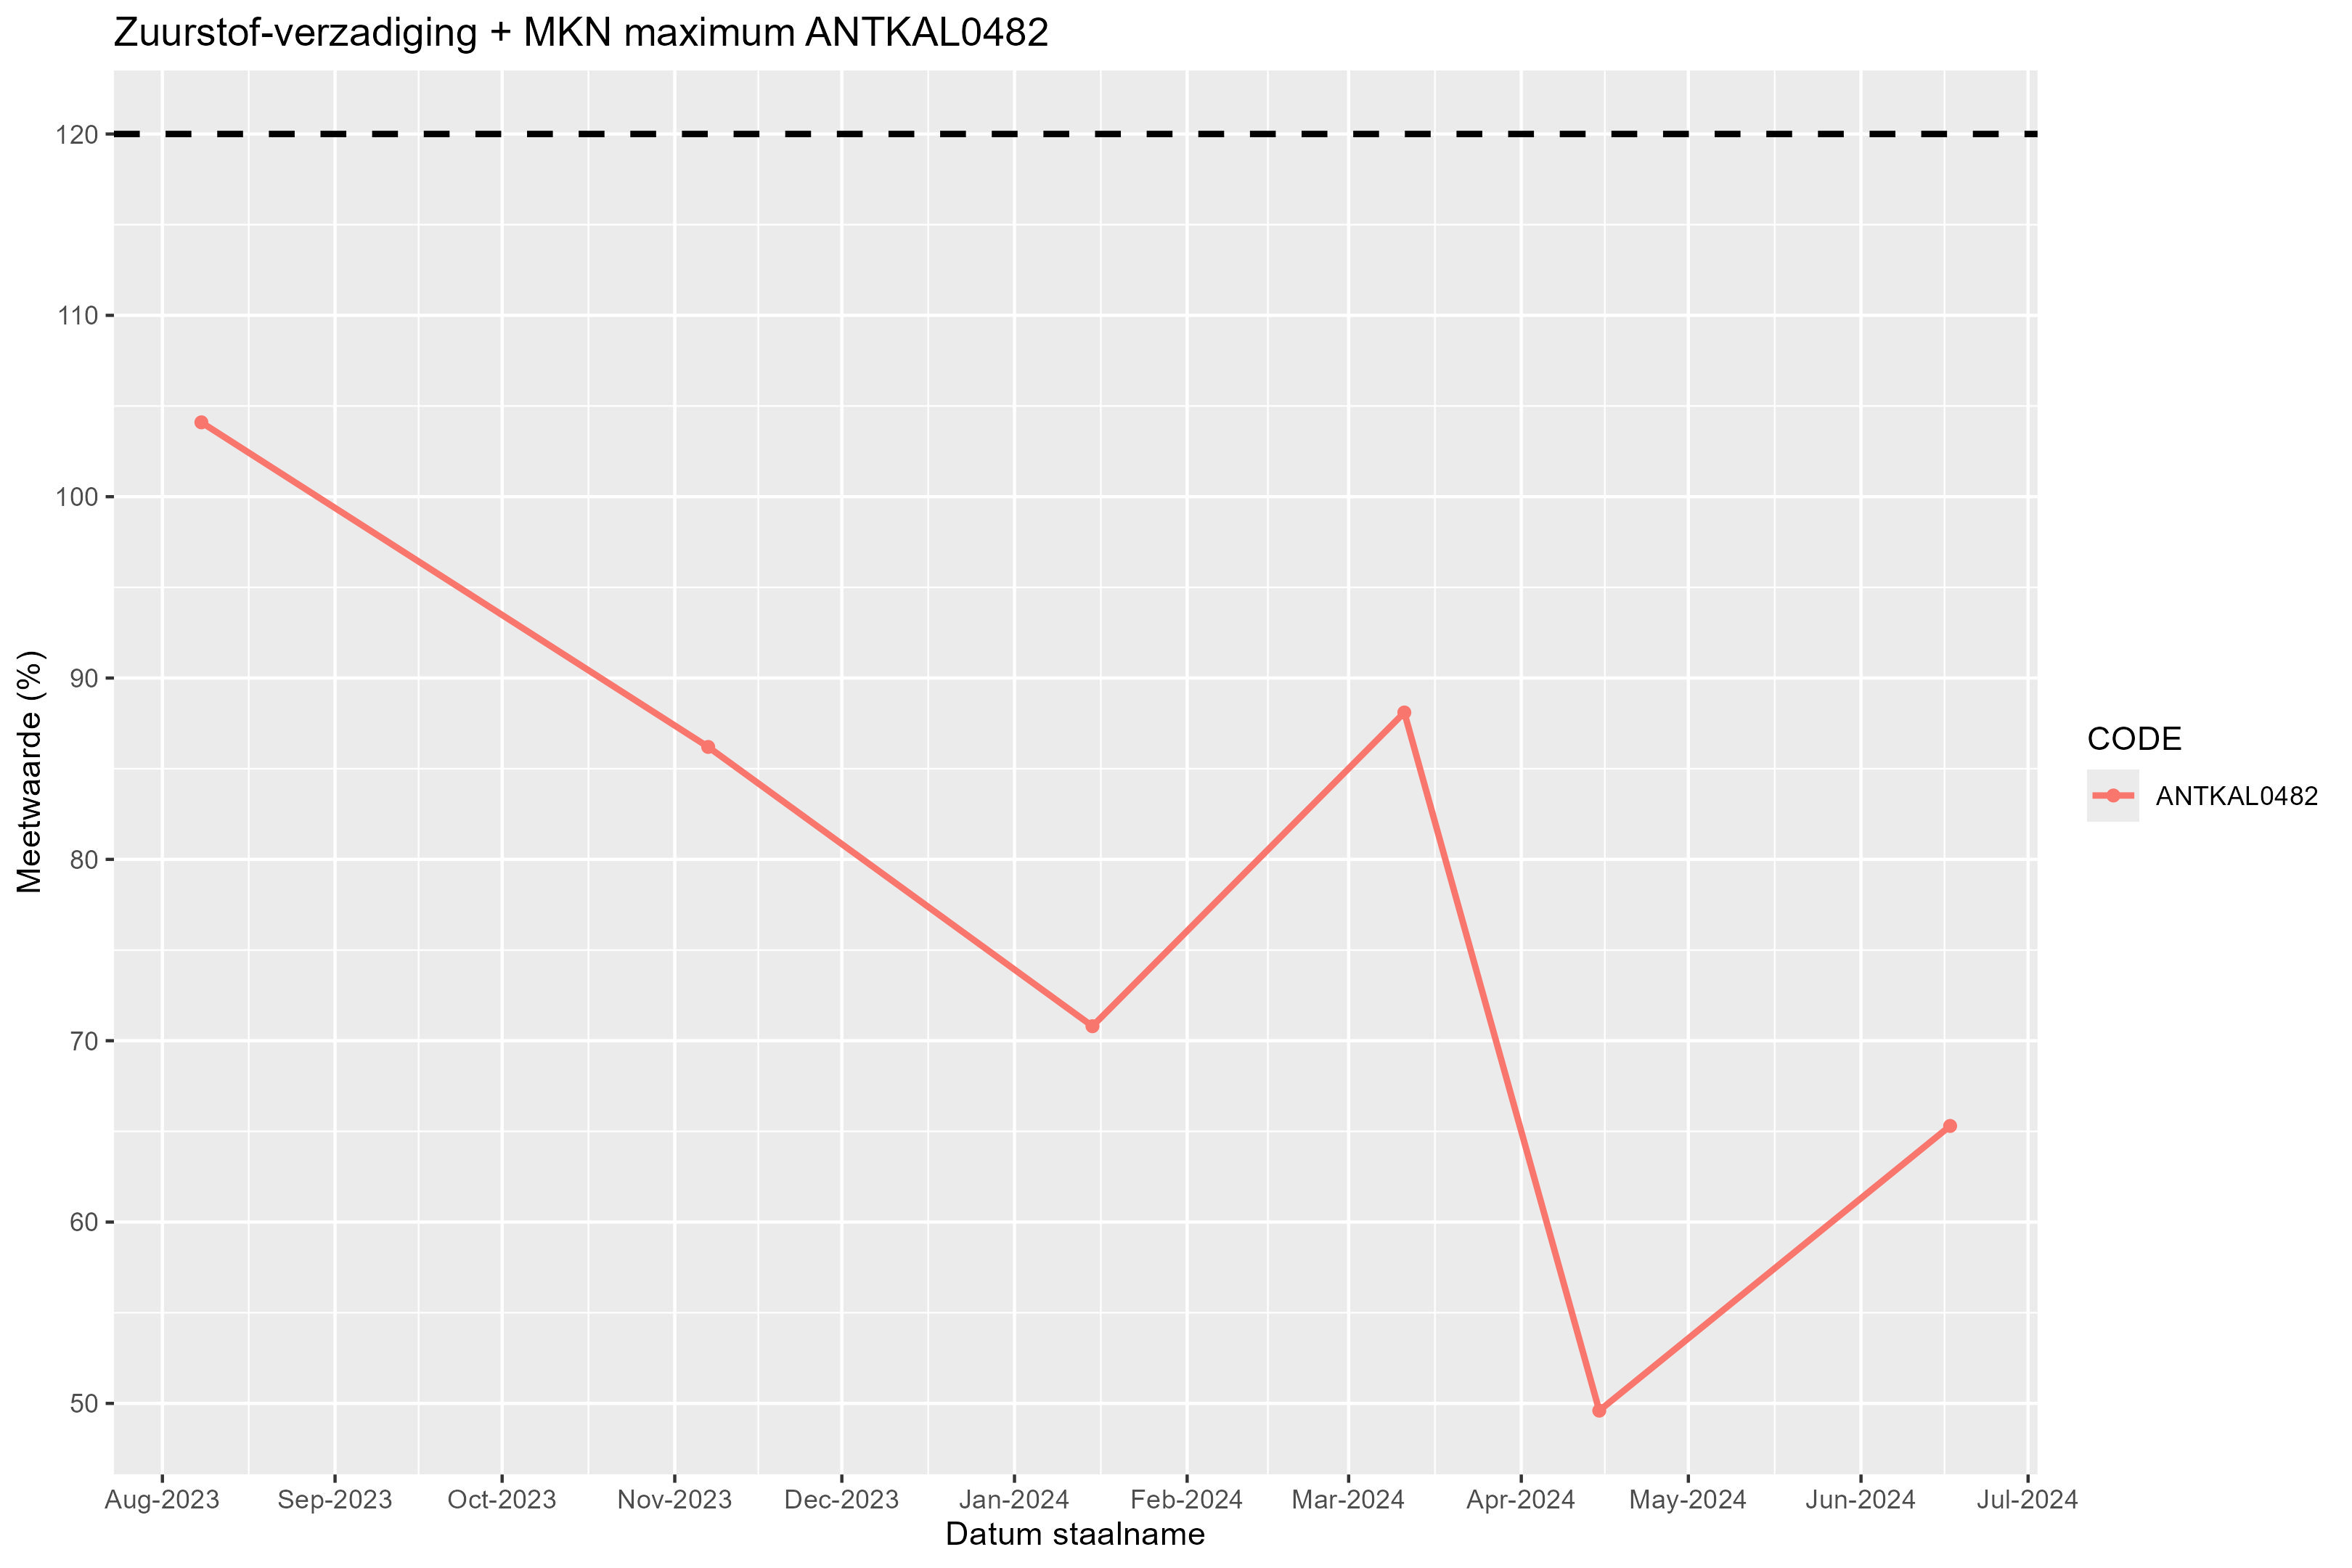 Zuurstof-verzadiging + MKN maximum ANTKAL0482
120
110
100
90
80
70
60
50
Meetwaarde (%)
Aug-2023 Sep-2023 Oct-2023 Nov-2023 Dec-2023 Jan-2024 Feb-2024 Mar-2024 Apr-2024 May-2024 Jun-2024 Jul-2024
Datum staalname
CODE
ANTKAL0482